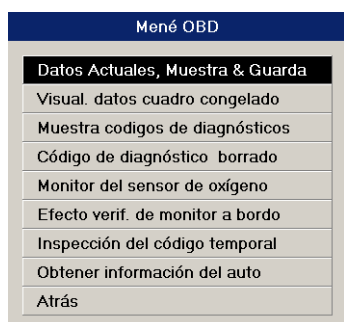 Mené OBD
Datos Actuales, Muestra & Guarda
Visual. datos cuadro congelado
Muestra codigos de diagnósticos
Código de diagnóstico borrado
Monitor del sensor de oxígeno
Efecto verif. de monitor a bordo
Inspección del código temporal
Obtener información del auto
Atrás